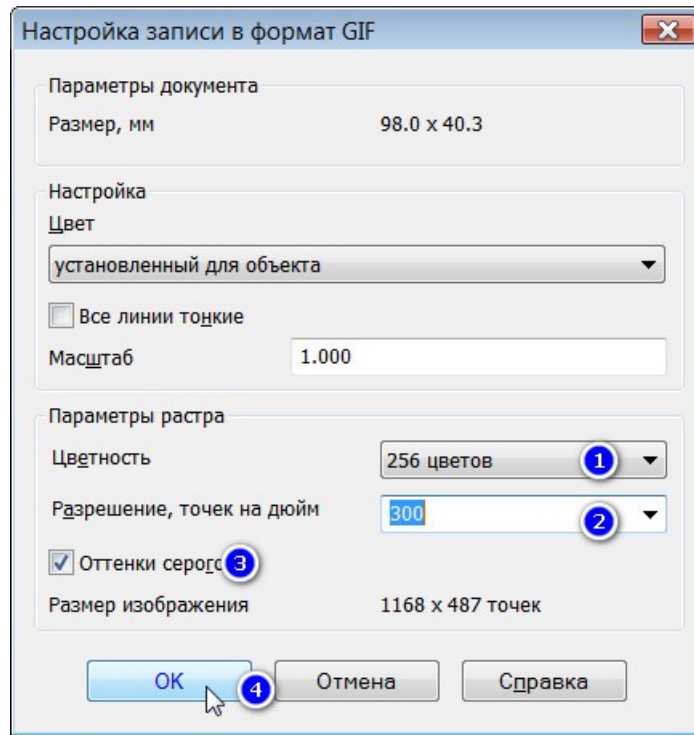 Настройка записи в формат GIF
Параметры документа
Размер, мм 98.0 x 40.3
Настройка
Цвет
установленный для объекта
Все линии тонкие
Масштаб 1.000
Параметры растра
Цветность 256 цветов 1
Разрешение, точек на дюйм 300 2
Оттенки 3
Размер изображения 1168 x 487 точек
OK 4 Отмена Справка